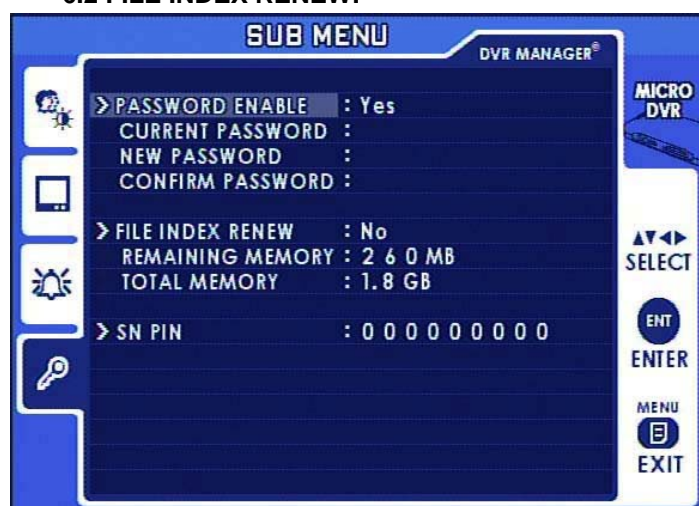 SUB MENU
DVR MANAGER®
MICRO
DVR
> PASSWORD ENABLE : Yes
CURRENT PASSWORD :
NEW PASSWORD :
CONFIRM PASSWORD :
> FILE INDEX RENEW : No
REMAINING MEMORY : 2 6 0 MB
TOTAL MEMORY : 1.8 GB
> SN PIN : 0 0 0 0 0 0 0 0 0
▲▼◀▶
SELECT
ENT
ENTER
MENU
EXIT